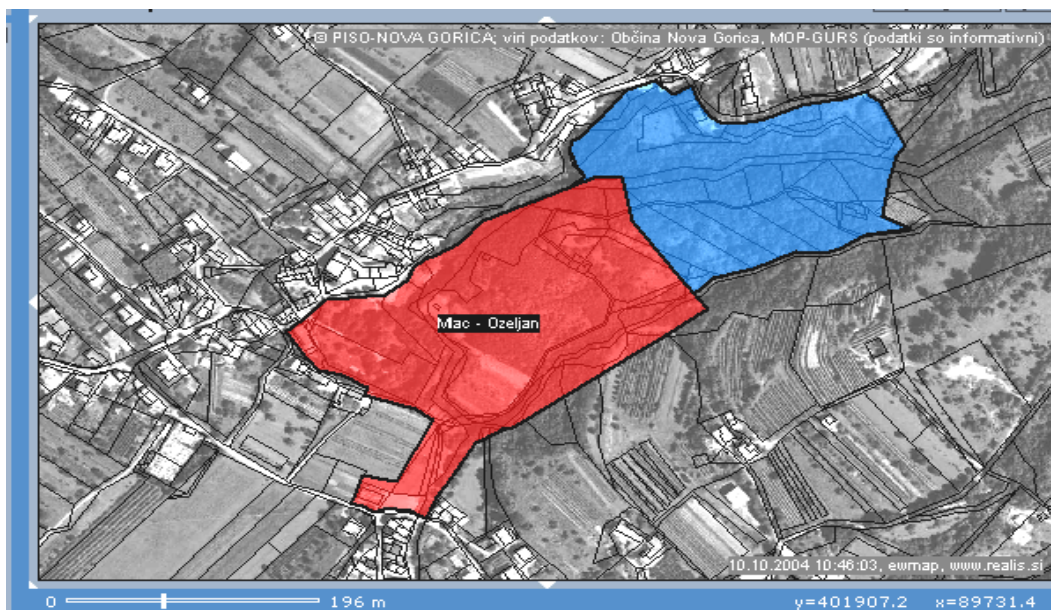 © PISO-NOVA GORICA; viri podatkov: Občina Nova Gorica, MOP-GURS (podatki so informativni)
Mlac - Ozeljan
10.10.2004 10:46:03, ewmap, www.realis.si
0 196 m y=401907.2 x=89731.4